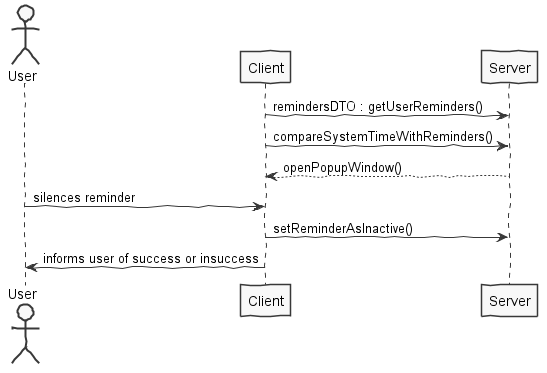 User
Client
Server
remindersDTO : getUserReminders()
compareSystemTimeWithReminders()
openPopupWindow()
silences reminder
setReminderAsInactive()
informs user of success or insuccess
User
Client
Server